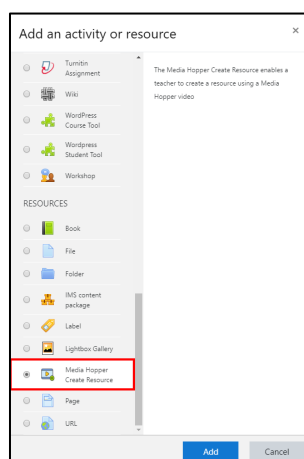 Add an activity or resource
×
Turnitin
Assignment
Wiki
WordPress
Course Tool
Wordpress
Student Tool
Workshop
RESOURCES
Book
File
Folder
IMS content
package
Label
Lightbox Gallery
Media Hopper
Create Resource
Page
URL
The Media Hopper Create Resource enables a
teacher to create a resource using a Media
Hopper video
Add
Cancel